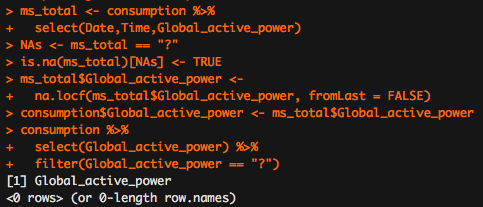 > ms_total <- consumption %>%
+   select(Date,Time,Global_active_power)
> NAs <- ms_total == "?"
> is.na(ms_total)[NAs] <- TRUE
> ms_total$Global_active_power <-
+   na.locf(ms_total$Global_active_power, fromLast = FALSE)
> consumption$Global_active_power <- ms_total$Global_active_power
> consumption %>%
+   select(Global_active_power) %>%
+   filter(Global_active_power == "?")
[1] Global_active_power
<0 rows> (or 0-length row.names)